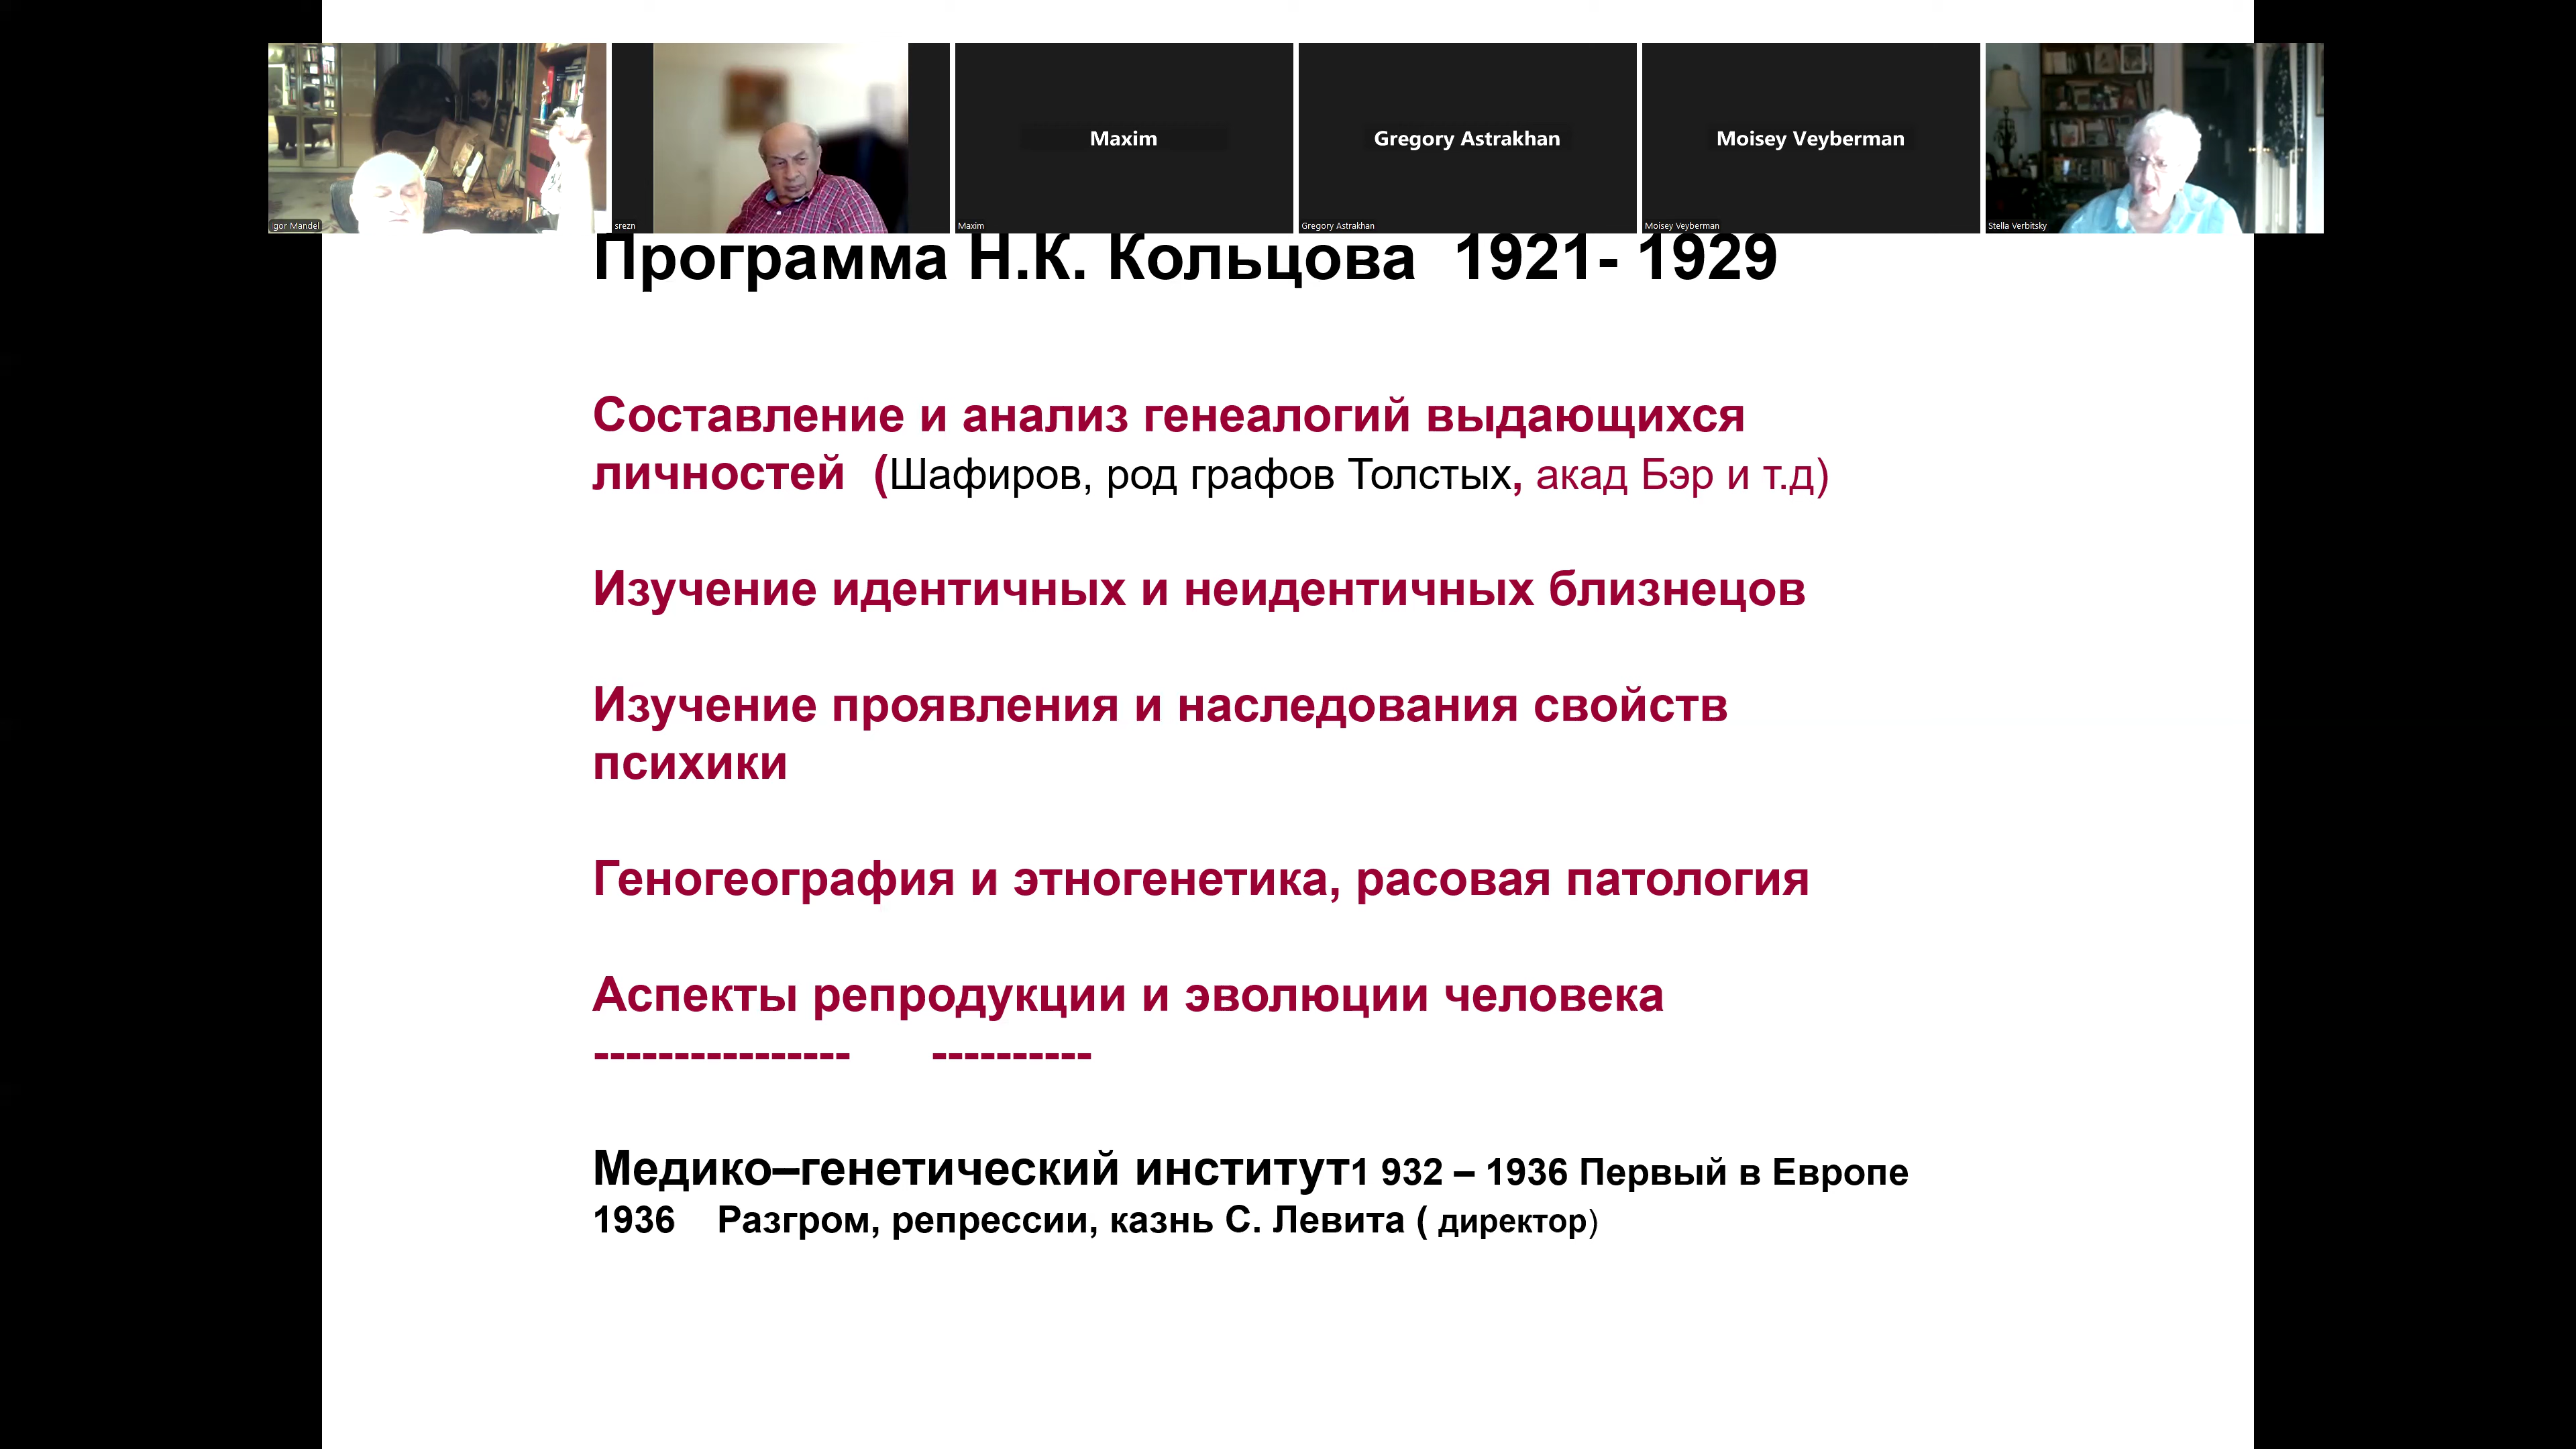 Maxim
Gregory Astrakhan
Moisey Veyberman
Igor Mandel
srezn
Maxim
Gregory Astrakhan
Moisey Veyberman
Stella Verbitsky
Программа Н.К. Кольцова 1921- 1929
Составление и анализ генеалогий выдающихся
личностей (Шафиров, род графов Толстых, акад Бэр и т.д)
Изучение идентичных и неидентичных близнецов
Изучение проявления и наследования свойств
психики
Геногеография и этногенетика, расовая патология
Аспекты репродукции и эволюции человека
---------------- ----------
Медико–генетический институт1 932 – 1936 Первый в Европе
1936 Разгром, репрессии, казнь С. Левита ( директор)